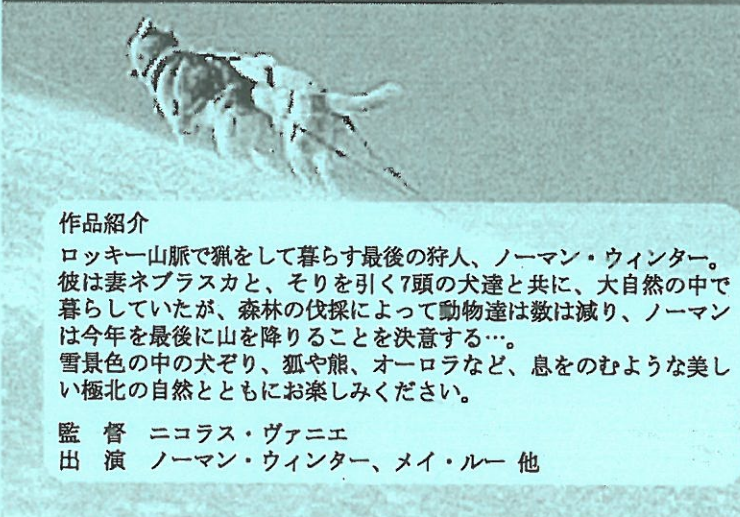 作品紹介
ロッキー山脈で猟をして暮らす最後の狩人、ノーマン・ウィンター。
彼は妻ネブラスカと、そりを引く7頭の犬達と共に、大自然の中で
暮らしていたが、森林の伐採によって動物達は数は減り、ノーマン
は今年を最後に山を降りることを決意する…。
雪景色の中の犬ぞり、狐や熊、オーロラなど、息をのむような美し
い極北の自然とともにお楽しみください。
監　督　ニコラス・ヴァニエ
出　演　ノーマン・ウィンター、メイ・ルー 他